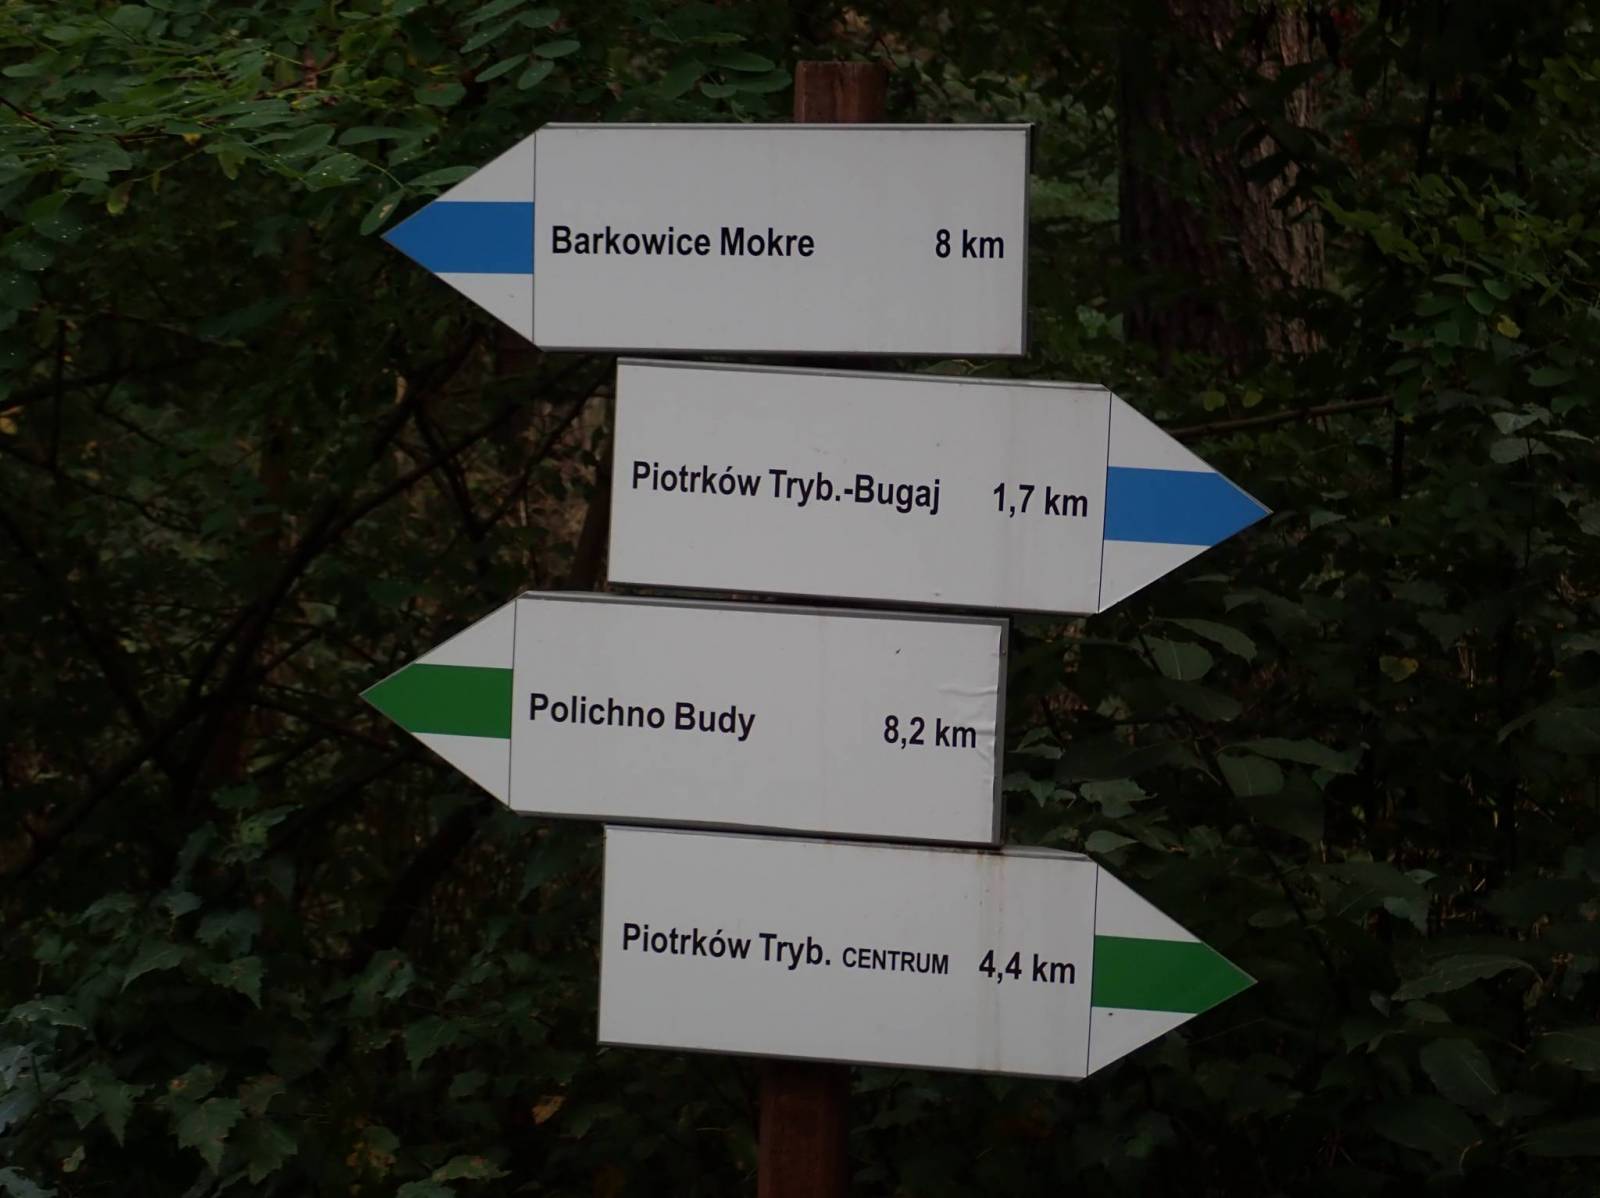 Barkowice Mokre 8 km
Piotrków Tryb.-Bugaj 1,7 km
Polichno Budy 8,2 km
Piotrków Tryb. CENTRUM 4,4 km